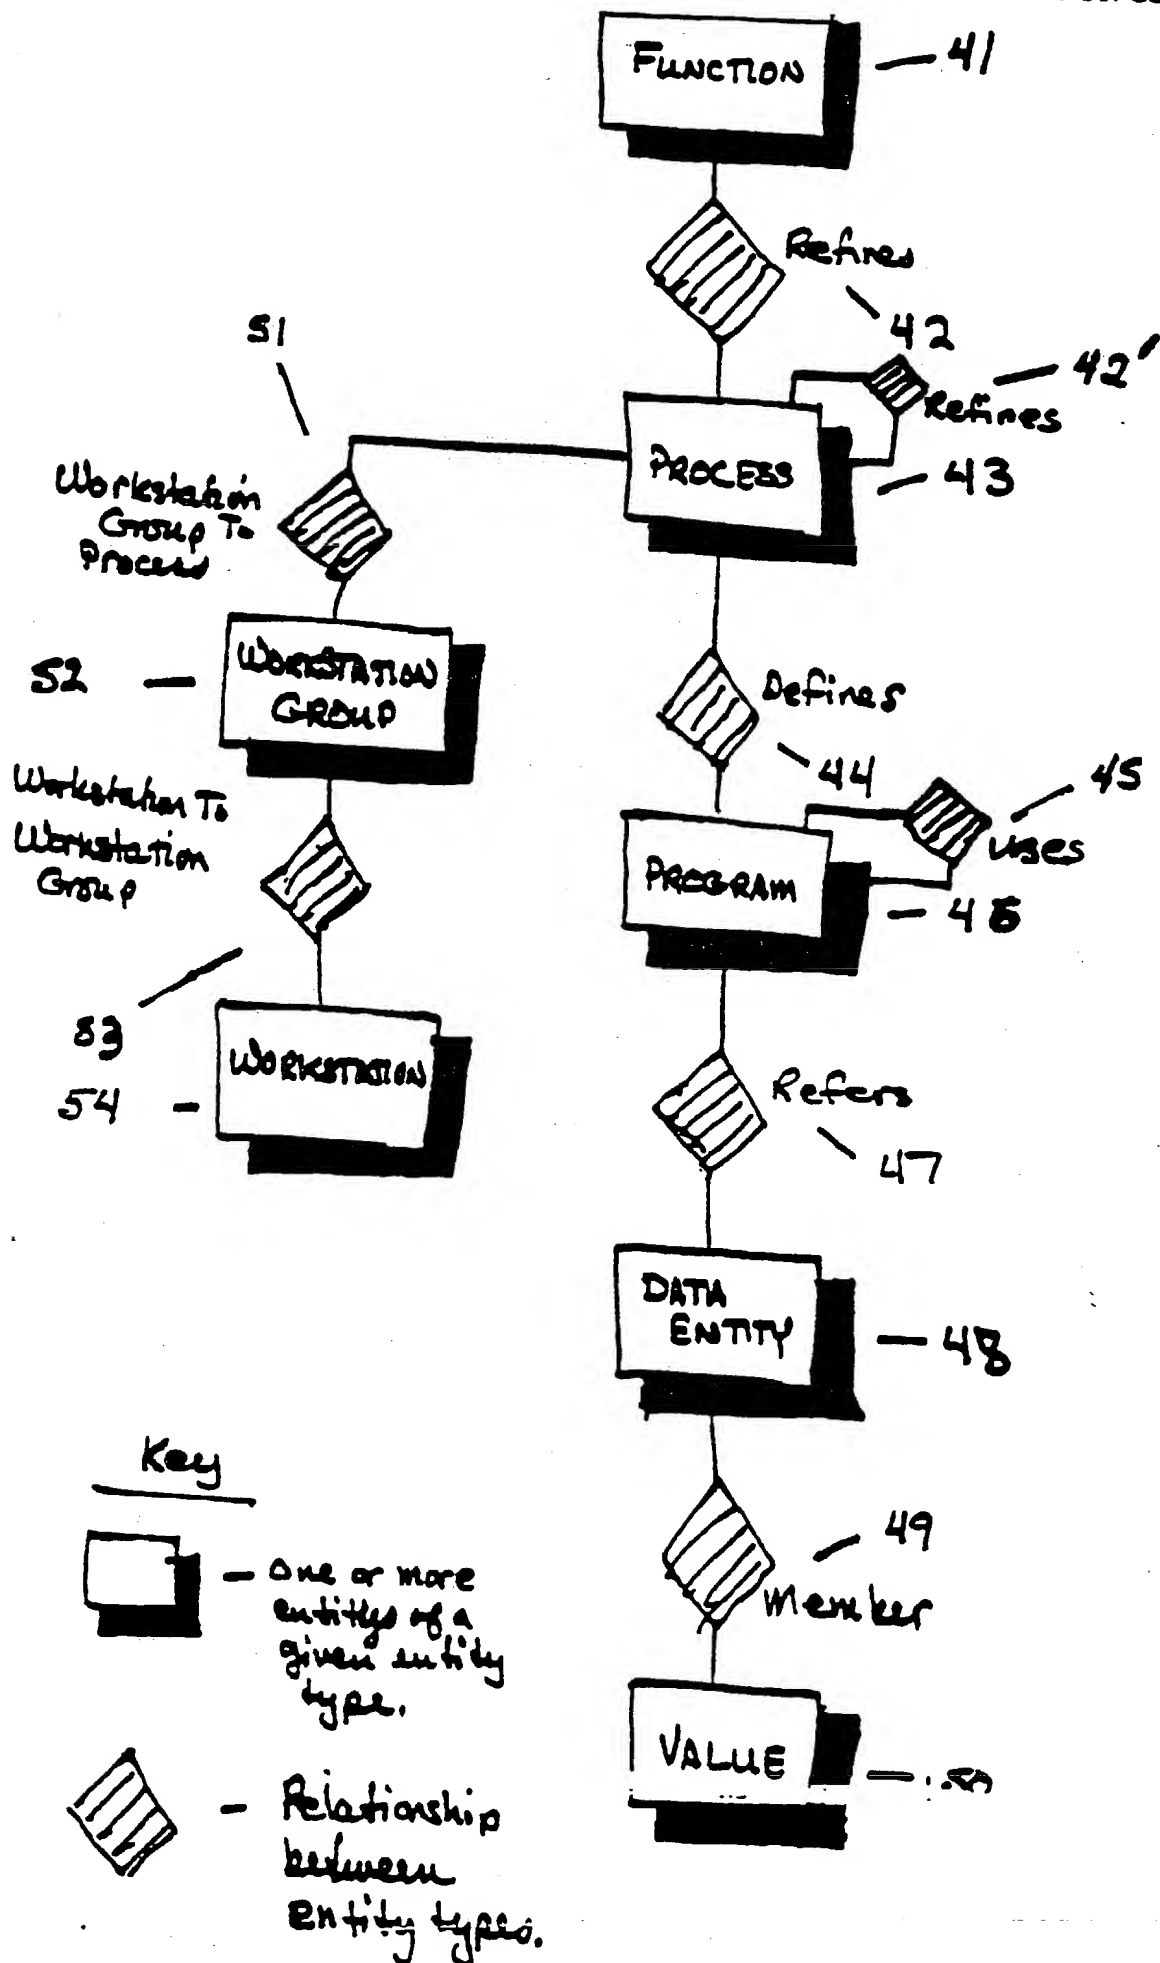 FUNCTION
41
Refines
42
42'
Refines
PROCESS
43
51
Workstation
Group To
Process
52
WORKSTATION
GROUP
Defines
44
45
Uses
PROGRAM
46
Workstation To
Workstation
Group
53
54
WORKSTATION
Refers
47
DATA
ENTITY
48
49
Member
VALUE
Key
One or more
entitys of a
given entity
type.
Relationship
between
entity types.